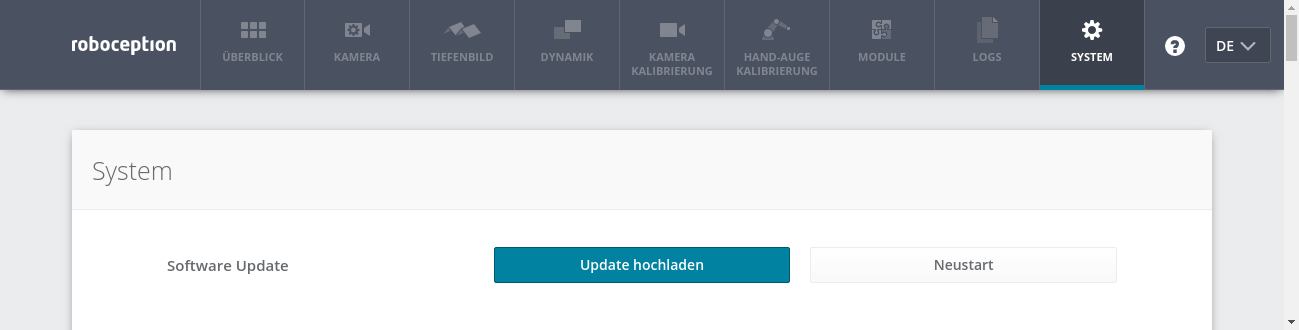 roboception
ÜBERBLICK
KAMERA
TIEFENBILD
DYNAMIK
KAMERA
KALIBRIERUNG
HAND-AUGE
KALIBRIERUNG
MODULE
LOGS
SYSTEM
?
DE
System
Software Update
Update hochladen
Neustart